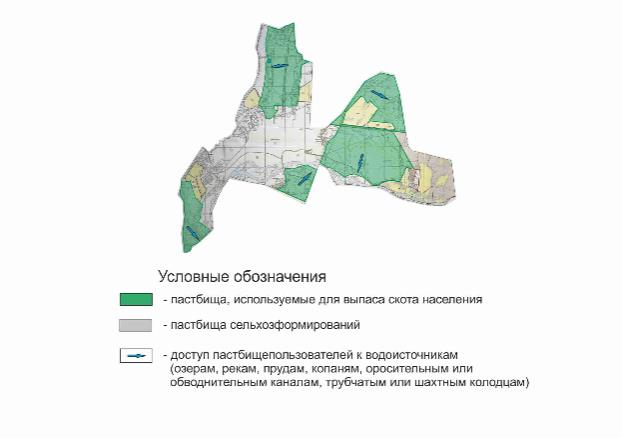 Условные обозначения
- пастбища, используемые для выпаса скота населения
- пастбища сельхозформирований
- доступ пастбищепользователей к водоисточникам
(озерам, рекам, прудам, копаням, оросительным или
обводнительным каналам, трубчатым или шахтным колодцам)